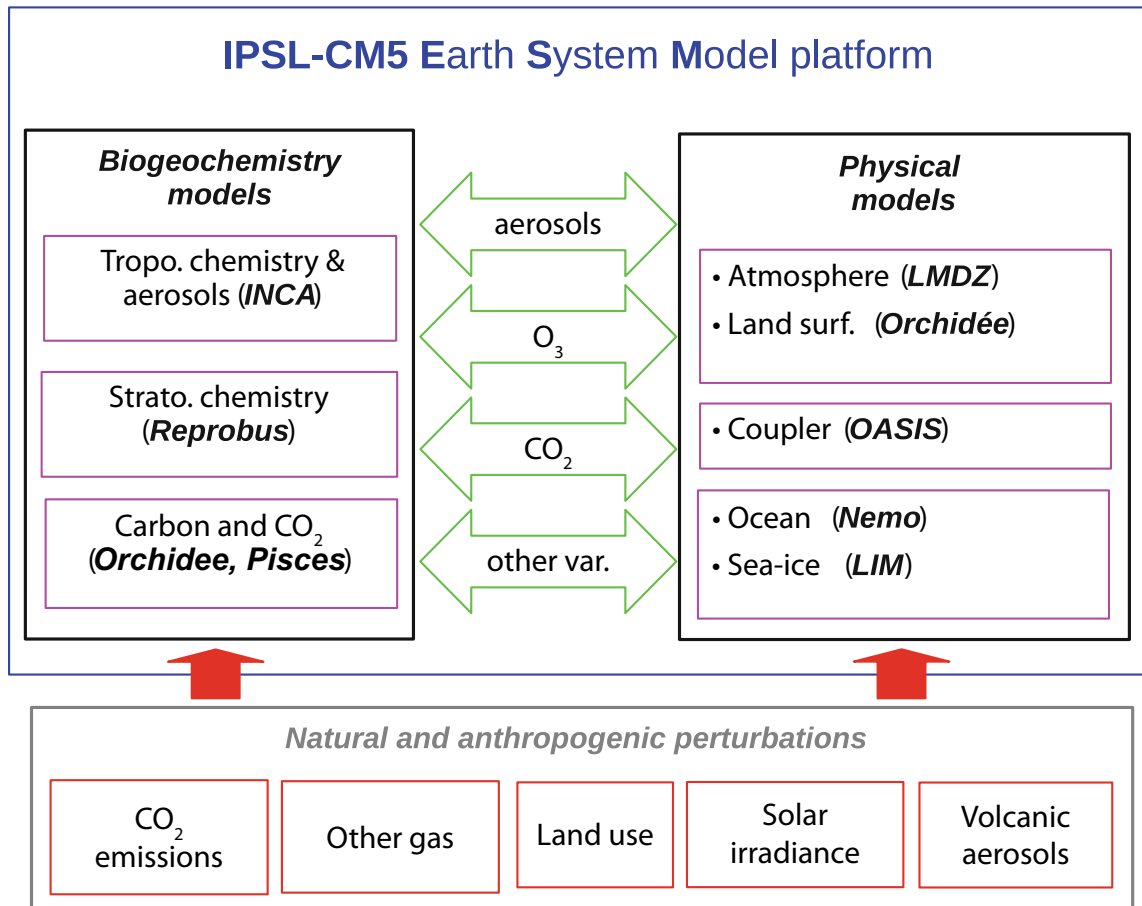 IPSL-CM5 Earth System Model platform
Biogeochemistry
models
Tropo. chemistry &
aerosols (INCA)
Strato. chemistry
(Reprobus)
Carbon and CO₂
(Orchidee, Pisces)
aerosols
O₃
CO₂
other var.
Physical
models
• Atmosphere (LMDZ)
• Land surf. (Orchidée)
• Coupler (OASIS)
• Ocean (Nemo)
• Sea-ice (LIM)
Natural and anthropogenic perturbations
CO₂
emissions
Other gas
Land use
Solar
irradiance
Volcanic
aerosols